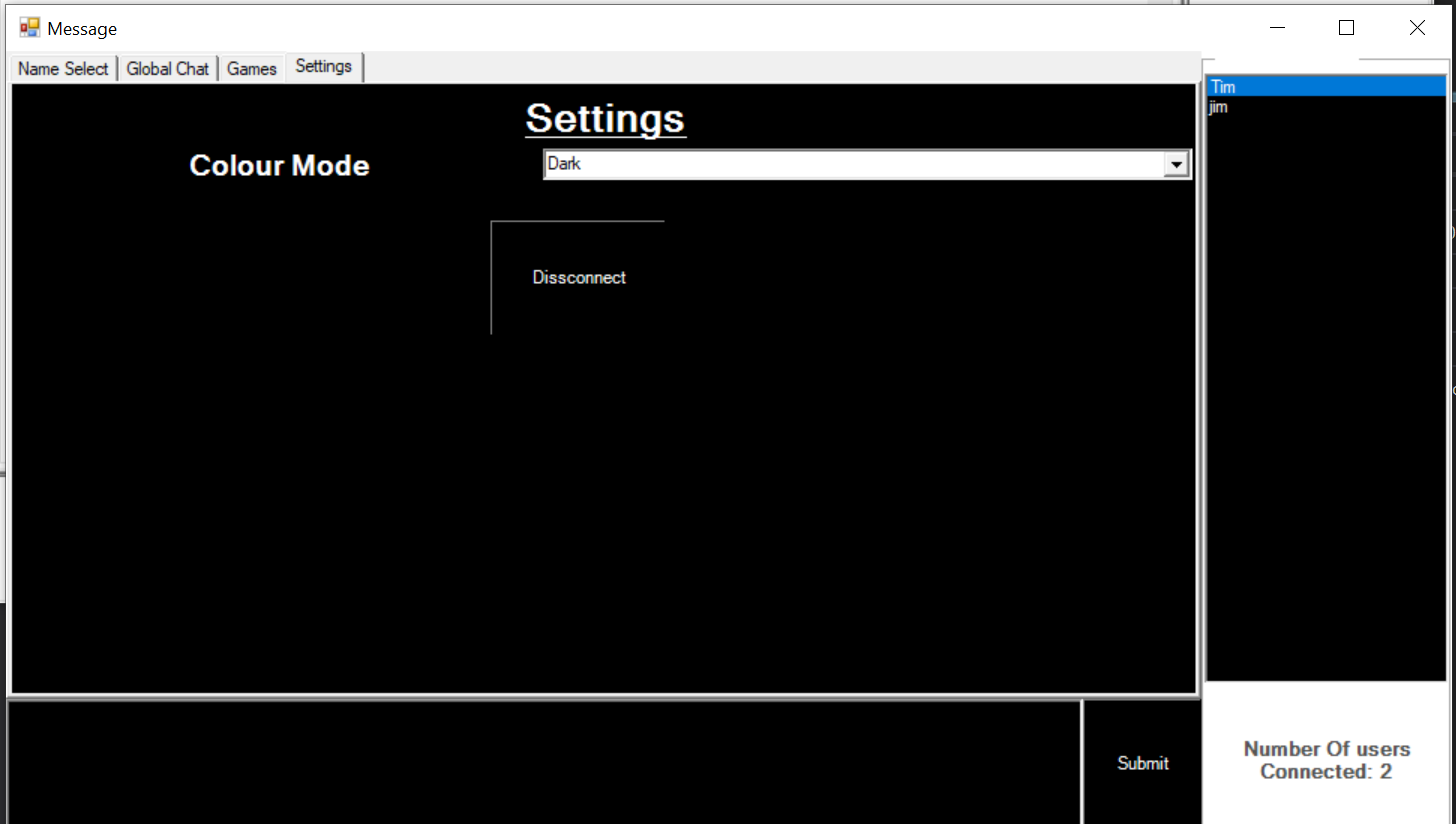 Message
Name Select
Global Chat
Games
Settings
Settings
Colour Mode
Dark
Dissconnect
Tim
jim
Submit
Number Of users
Connected: 2